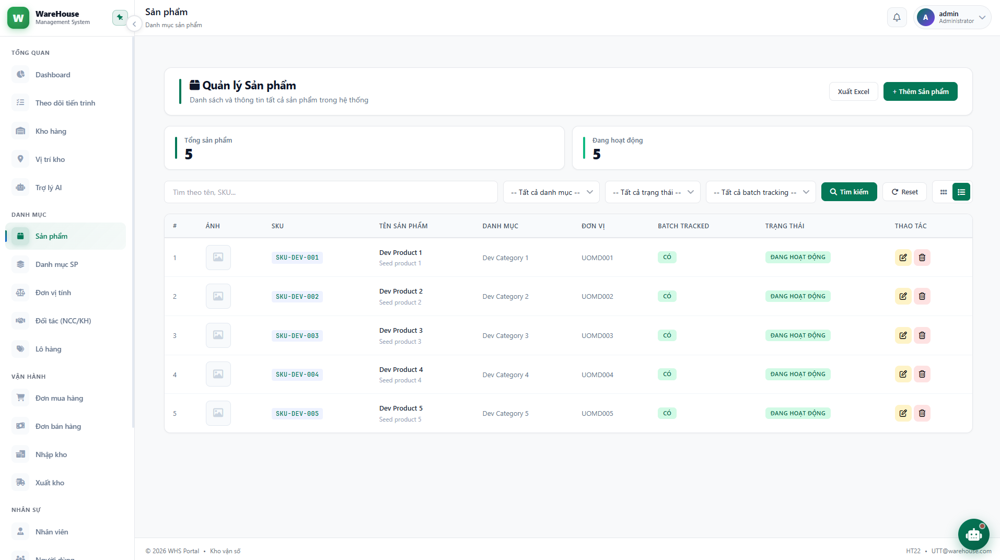 W
WareHouse
Management System
TỔNG QUAN
Dashboard
Theo dõi tiến trình
Kho hàng
Vị trí kho
Trợ lý AI
DANH MỤC
Sản phẩm
Danh mục SP
Đơn vị tính
Đối tác (NCC/KH)
Lô hàng
VẬN HÀNH
Đơn mua hàng
Đơn bán hàng
Nhập kho
Xuất kho
NHÂN SỰ
Nhân viên
Người dùng
Sản phẩm
Danh mục sản phẩm
A
admin
Administrator
Quản lý Sản phẩm
Danh sách và thông tin tất cả sản phẩm trong hệ thống
Xuất Excel
+ Thêm Sản phẩm
Tổng sản phẩm
5
Đang hoạt động
5
Tìm theo tên, SKU...
-- Tất cả danh mục --
-- Tất cả trạng thái --
-- Tất cả batch tracking --
Tìm kiếm
Reset
# ẢNH SKU TÊN SẢN PHẨM DANH MỤC ĐƠN VỊ BATCH TRACKED TRẠNG THÁI THAO TÁC
1 SKU-DEV-001 Dev Product 1 Dev Category 1 UOMD001 CÓ ĐANG HOẠT ĐỘNG
Seed product 1
2 SKU-DEV-002 Dev Product 2 Dev Category 2 UOMD002 CÓ ĐANG HOẠT ĐỘNG
Seed product 2
3 SKU-DEV-003 Dev Product 3 Dev Category 3 UOMD003 CÓ ĐANG HOẠT ĐỘNG
Seed product 3
4 SKU-DEV-004 Dev Product 4 Dev Category 4 UOMD004 CÓ ĐANG HOẠT ĐỘNG
Seed product 4
5 SKU-DEV-005 Dev Product 5 Dev Category 5 UOMD005 CÓ ĐANG HOẠT ĐỘNG
Seed product 5
© 2026 WHS Portal • Kho vận số
HT22 • UTT@warehouse.com